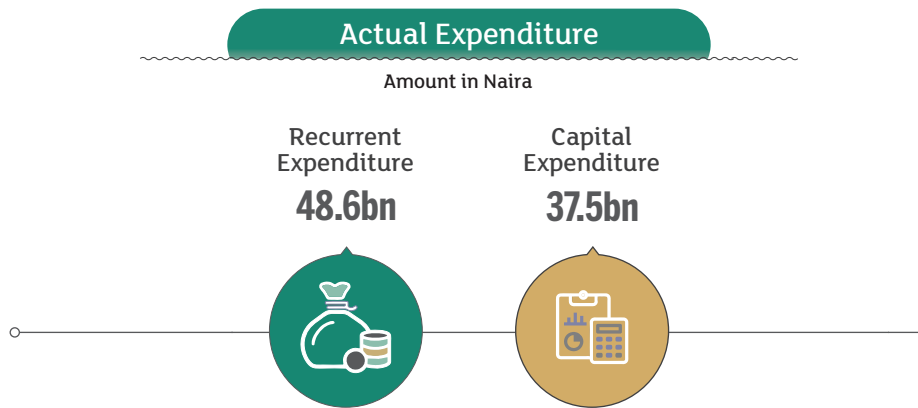 Actual Expenditure
Amount in Naira
Recurrent
Expenditure
48.6bn
Capital
Expenditure
37.5bn